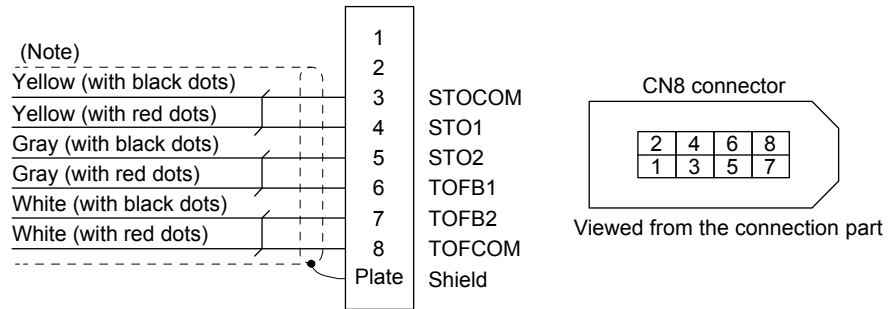 (Note)
Yellow (with black dots)
Yellow (with red dots)
Gray (with black dots)
Gray (with red dots)
White (with black dots)
White (with red dots)
1
2
3 STOCOM
4 STO1
5 STO2
6 TOFB1
7 TOFB2
8 TOFCOM
Plate Shield
CN8 connector
2 4 6 8
1 3 5 7
Viewed from the connection part